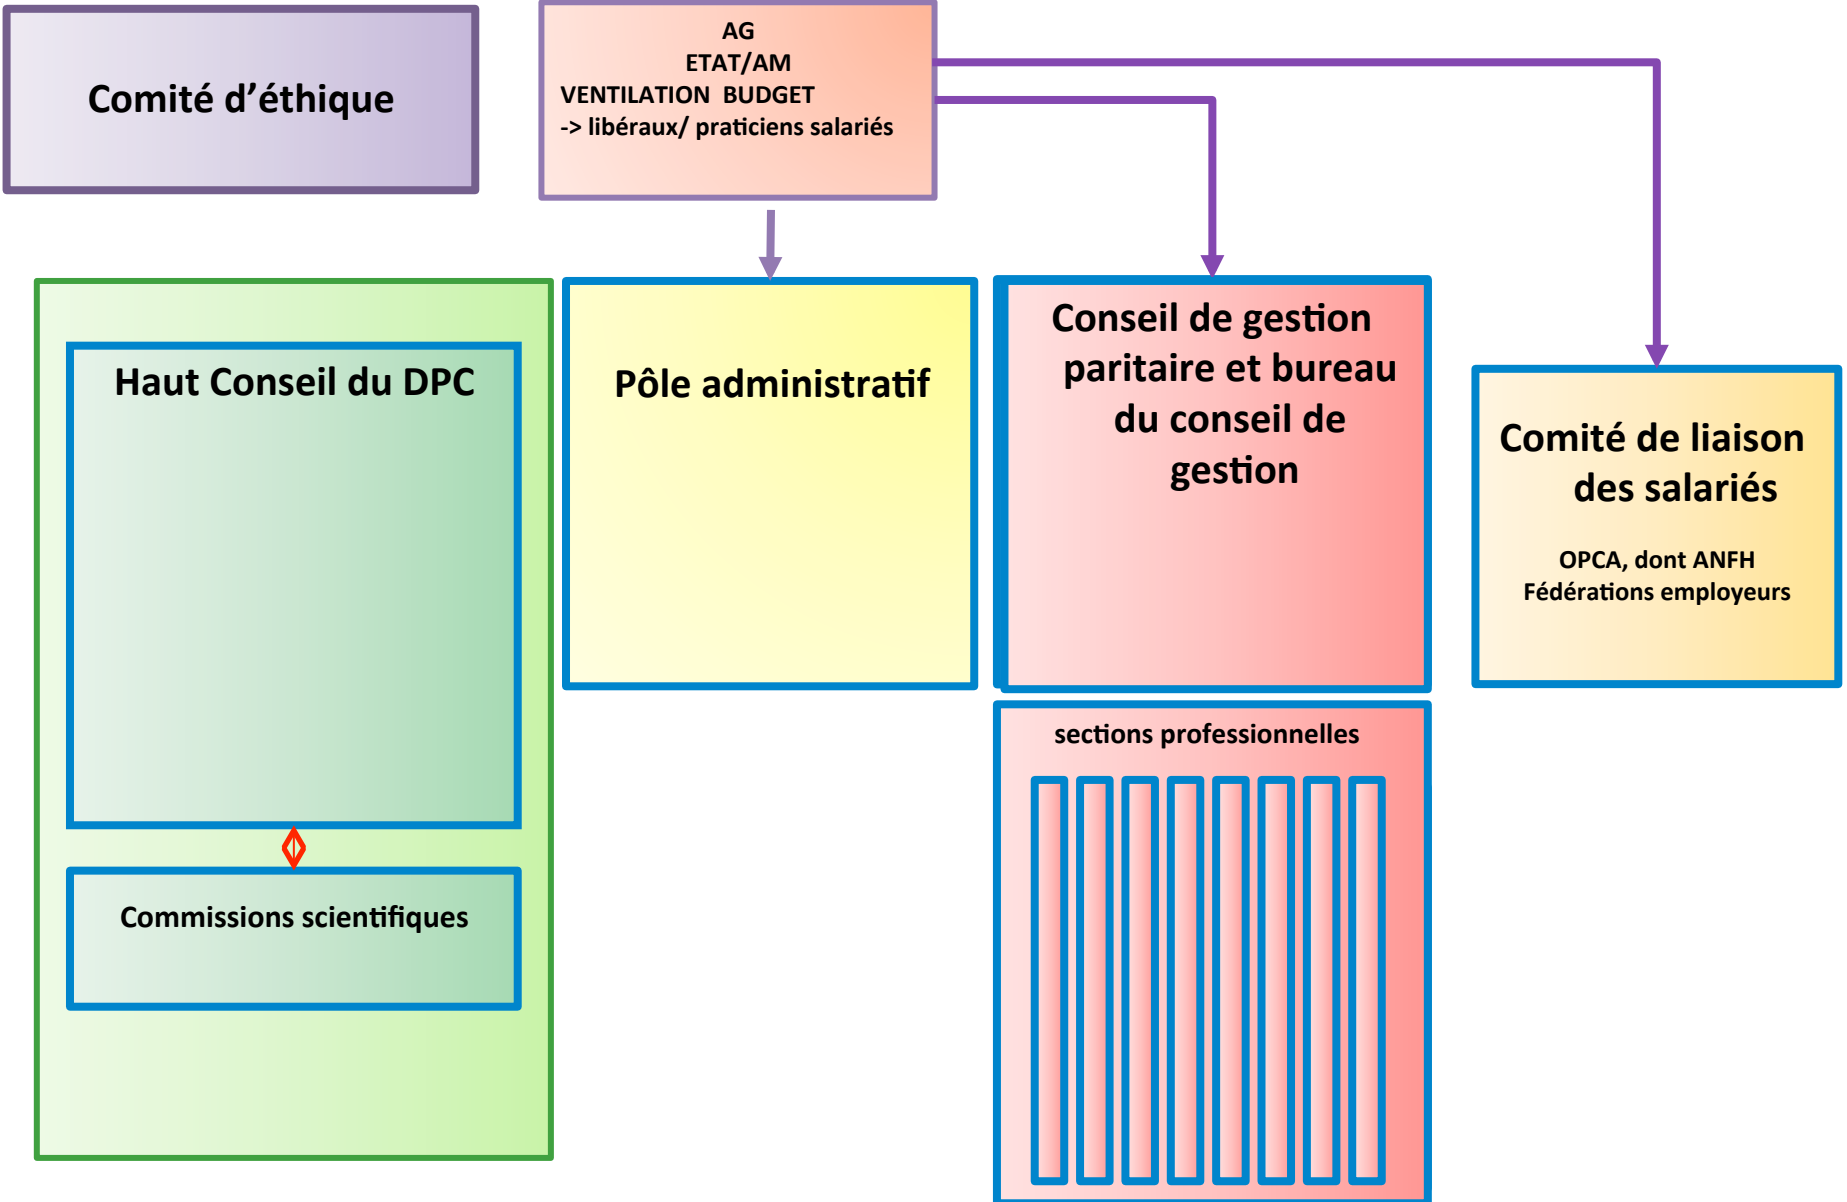 Comité d'éthique
AG
ETAT/AM
VENTILATION BUDGET
-> libéraux/ praticiens salariés
Haut Conseil du DPC
Commissions scientifiques
Pôle administratif
Conseil de gestion
paritaire et bureau
du conseil de
gestion
sections professionnelles
Comité de liaison
des salariés
OPCA, dont ANFH
Fédérations employeurs